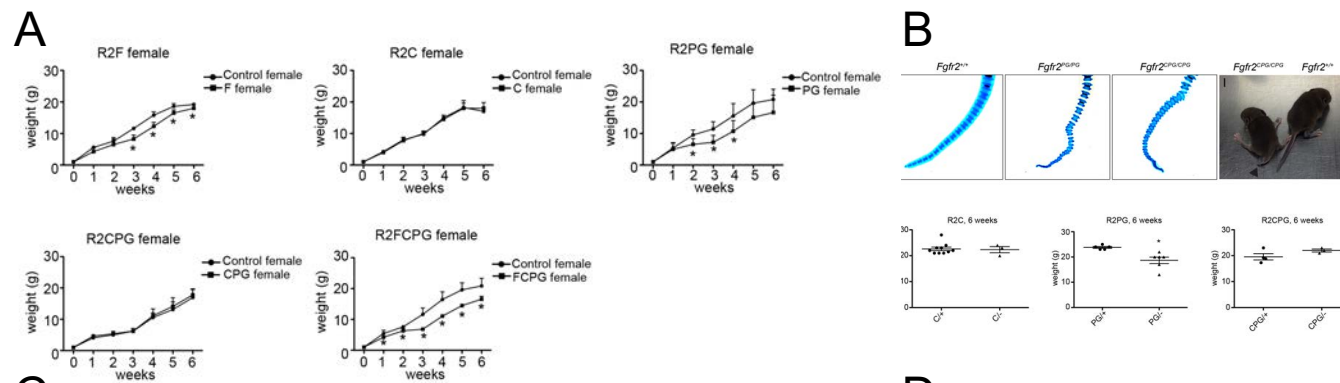 A
B
R2F female
weight (g)
30
20
10
0
0 1 2 3 4 5 6
weeks
Control female
F female
* * * *
R2C female
weight (g)
30
20
10
0
0 1 2 3 4 5 6
weeks
Control female
C female
R2PG female
weight (g)
30
20
10
0
0 1 2 3 4 5 6
weeks
Control female
PG female
* * *
R2CPG female
weight (g)
30
20
10
0
0 1 2 3 4 5 6
weeks
Control female
CPG female
R2FCPG female
weight (g)
30
20
10
0
0 1 2 3 4 5 6
weeks
Control female
FCPG female
* * * * * *
Fgfr2+/+ Fgfr2PG/PG Fgfr2CPG/CPG Fgfr2CPG/CPG Fgfr2+/+
R2C, 6 weeks
weight (g)
30
20
10
0
C/+ C/-
R2PG, 6 weeks
weight (g)
30
20
10
0
PG/+ PG/-
R2CPG, 6 weeks
weight (g)
30
20
10
0
CPG/+ CPG/-